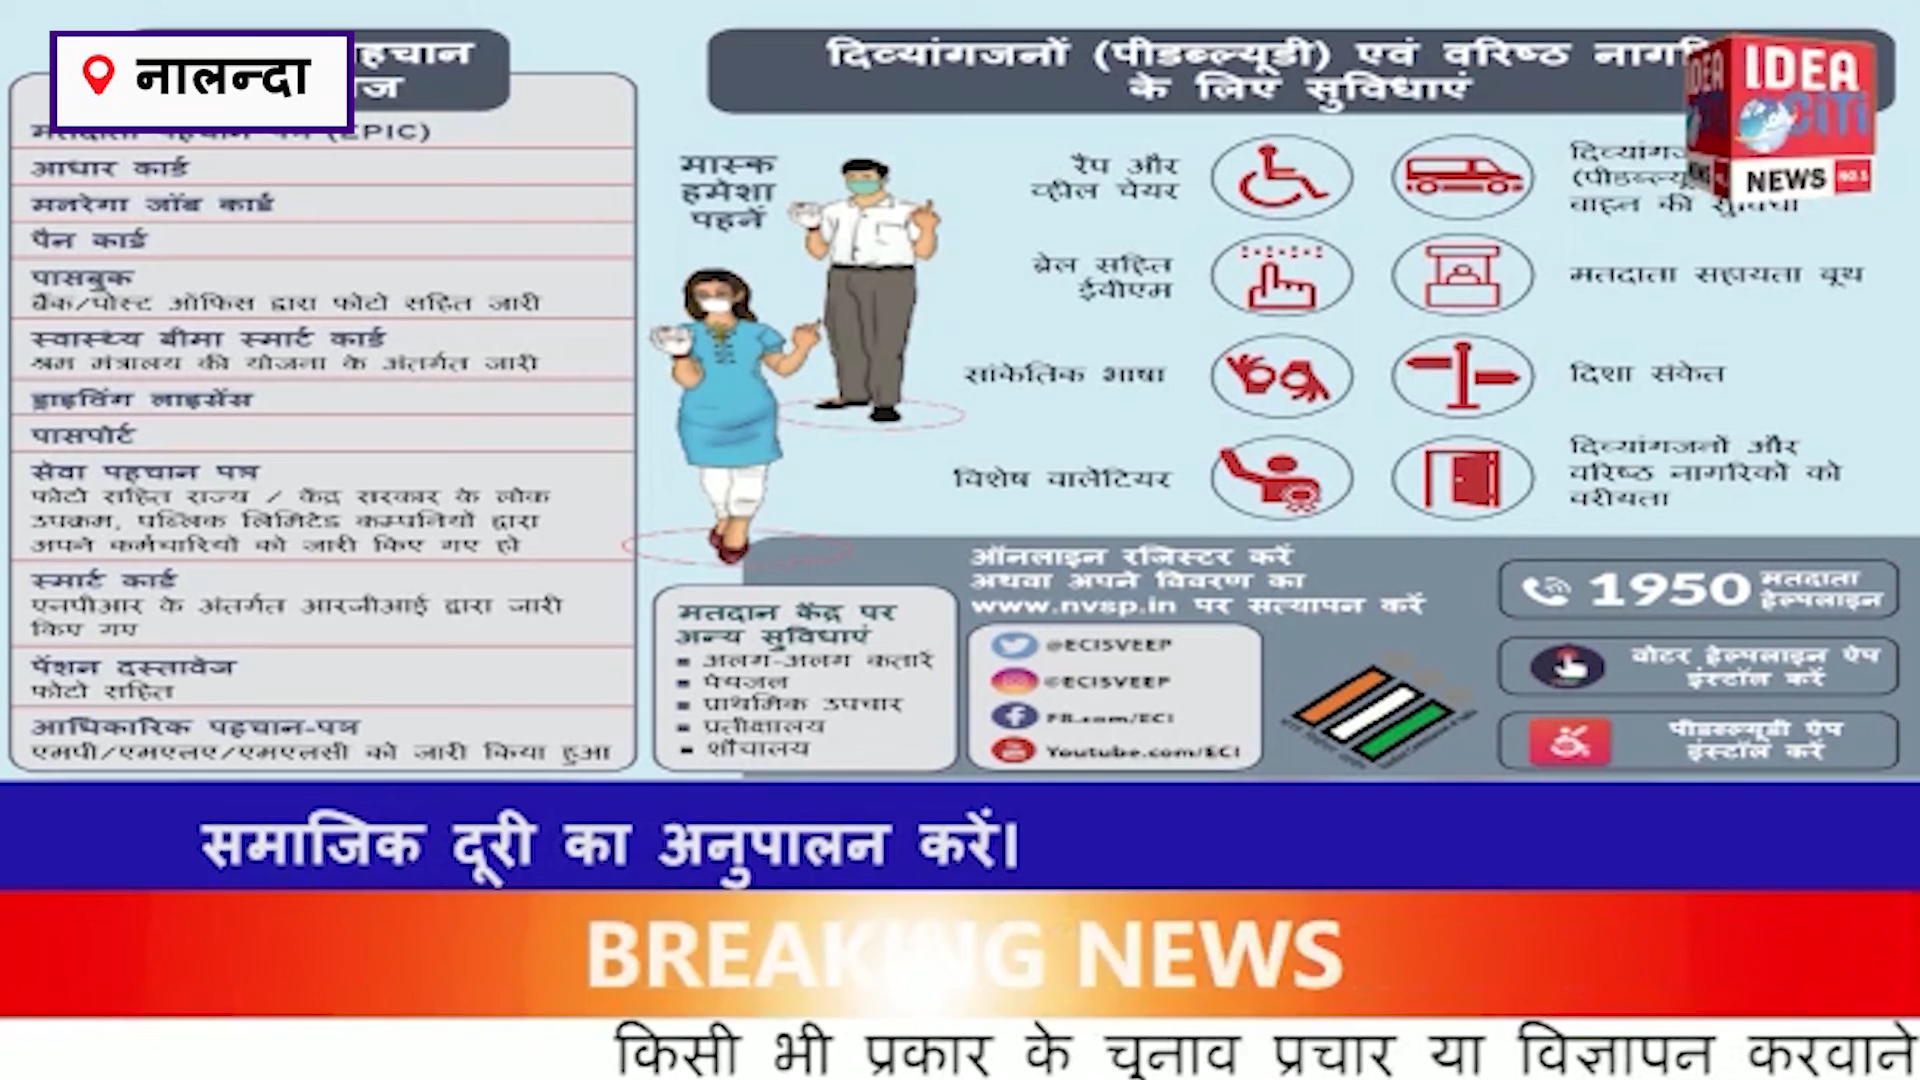 नालन्दा
हचान
ज
(EPIC)
आधार कार्ड
मनरेगा जॉब कार्ड
पैन कार्ड
पासबुक
बैंक/पोस्ट ऑफिस द्वारा फोटो सहित जारी
स्वास्थ्य बीमा स्मार्ट कार्ड
श्रम मंत्रालय की योजना के अंतर्गत जारी
ड्राइविंग लाइसेंस
पासपोर्ट
सेवा पहचान पत्र
फोटो सहित राज्य / केंद्र सरकार के लोक
उपक्रम, पब्लिक लिमिटेड कम्पनियों द्वारा
अपने कर्मचारियों को जारी किए गए हो
स्मार्ट कार्ड
एनपीआर के अंतर्गत आरजीआई द्वारा जारी
किए गए
पेंशन दस्तावेज
फोटो सहित
आधिकारिक पहचान-पत्र
एमपी/एमएलए/एमएलसी को जारी किया हुआ
दिव्यांगजनों (पीडब्ल्यूडी) एवं वरिष्ठ
के लिए सुविधाएं
मास्क
हमेशा
पहनें
रैंप और
व्हील चेयर
ब्रेल सहित
ईवीएम
मतदाता सहायता बूथ
सांकेतिक भाषा
दिशा संकेत
विशेष वालेंटियर
दिव्यांगजनों और
वरिष्ठ नागरिकों को
वरीयता
वाहन की
IDEA
CiTi
NEWS
NO.1
मतदान केंद्र पर
अन्य सुविधाएं
▪ अलग-अलग कतारें
▪ पेयजल
▪ प्राथमिक उपचार
▪ प्रतीक्षालय
▪ शौचालय
ऑनलाइन रजिस्टर करें
अथवा अपने विवरण का
www.nvsp.in पर सत्यापन करें
@ECISVEEP
@ECISVEEP
FB.com/ECI
Youtube.com/ECI
1950 मतदाता
हेल्पलाइन
वोटर हेल्पलाइन ऐप
इंस्टॉल करें
पीडब्ल्यूडी ऐप
इंस्टॉल करें
समाजिक दूरी का अनुपालन करें।
BREAKING NEWS
किसी भी प्रकार के चुनाव प्रचार या विज्ञापन करवाने